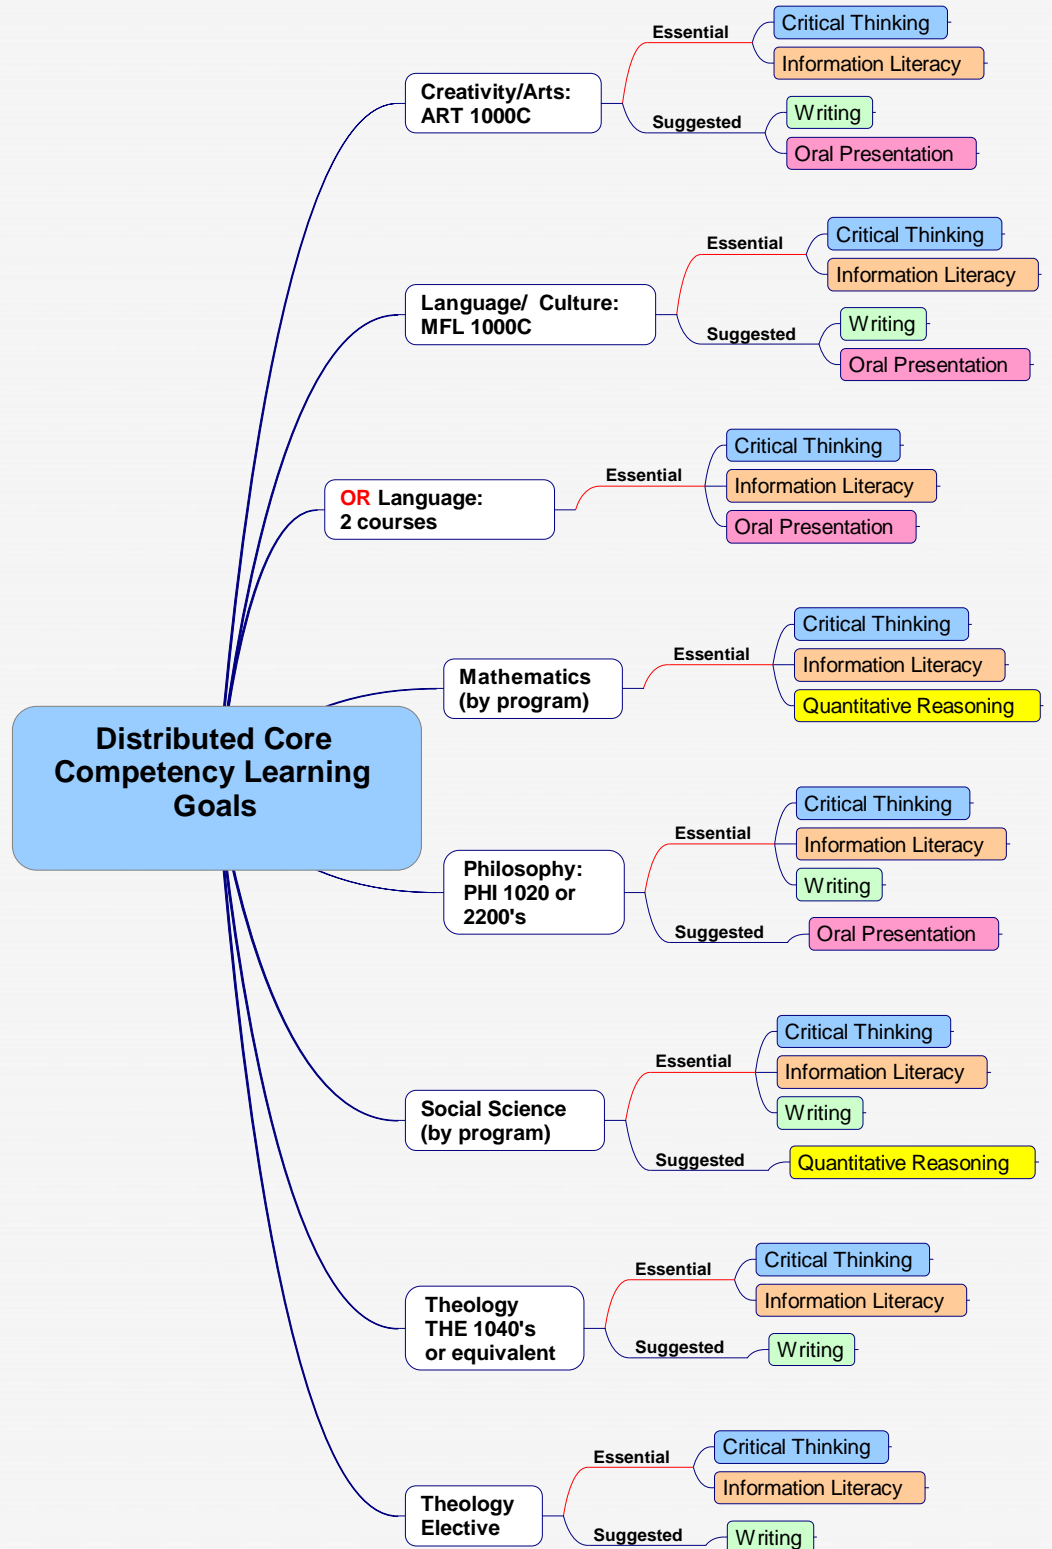 Essential
Critical Thinking
Information Literacy
Creativity/Arts:
ART 1000C
Suggested
Writing
Oral Presentation
Essential
Critical Thinking
Information Literacy
Language/ Culture:
MFL 1000C
Suggested
Writing
Oral Presentation
OR Language:
2 courses
Essential
Critical Thinking
Information Literacy
Oral Presentation
Mathematics
(by program)
Essential
Critical Thinking
Information Literacy
Quantitative Reasoning
Distributed Core
Competency Learning
Goals
Philosophy:
PHI 1020 or
2200's
Essential
Critical Thinking
Information Literacy
Writing
Suggested
Oral Presentation
Social Science
(by program)
Essential
Critical Thinking
Information Literacy
Writing
Suggested
Quantitative Reasoning
Theology
THE 1040's
or equivalent
Essential
Critical Thinking
Information Literacy
Suggested
Writing
Theology
Elective
Essential
Critical Thinking
Information Literacy
Suggested
Writing